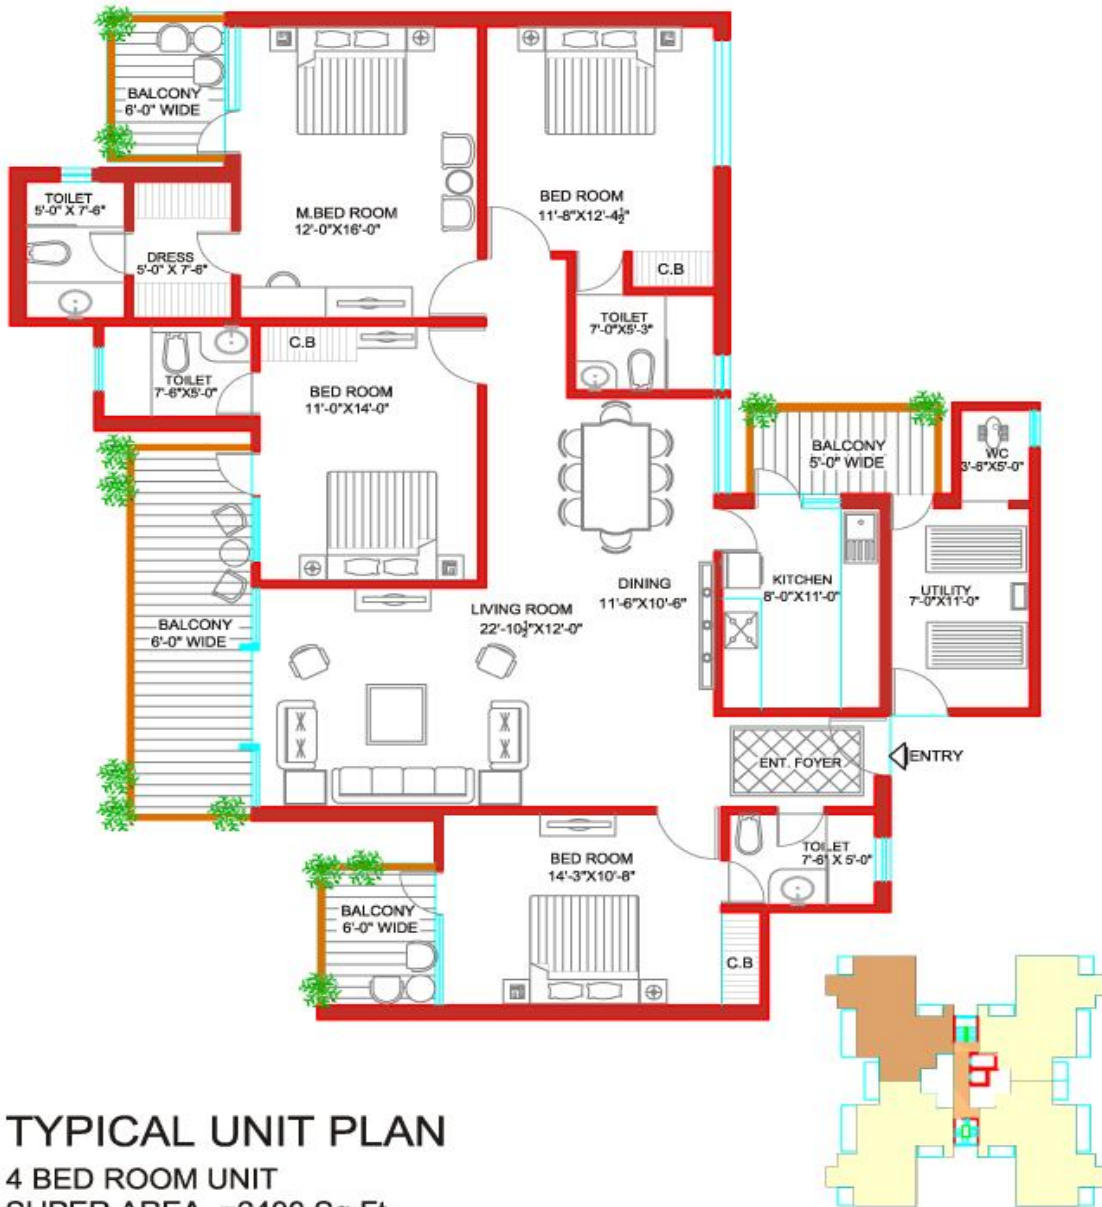 BALCONY
6'-0" WIDE
TOILET
5'-0" X 7'-6"
DRESS
5'-0" X 7'-6"
M.BED ROOM
12'-0"X16'-0"
BED ROOM
11'-8"X12'-4½"
C.B
TOILET
7'-0"X5'-3"
C.B
TOILET
7'-6"X5'-0"
BED ROOM
11'-0"X14'-0"
BALCONY
5'-0" WIDE
WC
3'-6"X5'-0"
DINING
11'-6"X10'-6"
KITCHEN
8'-0"X11'-0"
UTILITY
7'-0"X11'-0"
LIVING ROOM
22'-10½"X12'-0"
BALCONY
6'-0" WIDE
ENT. FOYER
ENTRY
BED ROOM
14'-3"X10'-8"
TOILET
7'-6" X 5'-0"
BALCONY
6'-0" WIDE
C.B
TYPICAL UNIT PLAN
4 BED ROOM UNIT
SUPER AREA =2400 Sq.Ft.